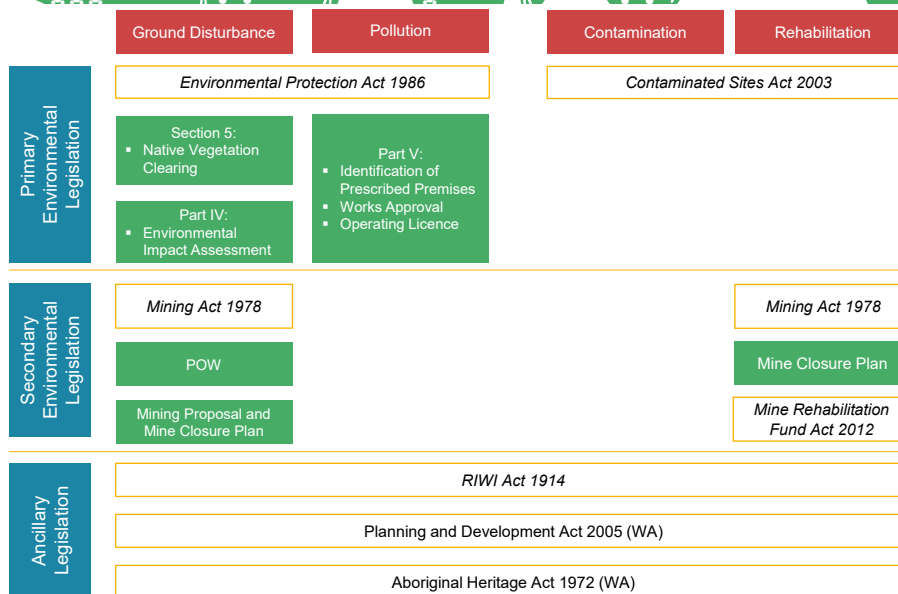 Ground Disturbance
Pollution
Contamination
Rehabilitation
Primary
Environmental
Legislation
Environmental Protection Act 1986
Contaminated Sites Act 2003
Section 5:
▪ Native Vegetation
Clearing
Part IV:
▪ Environmental
Impact Assessment
Part V:
▪ Identification of
Prescribed Premises
▪ Works Approval
▪ Operating Licence
Secondary
Environmental
Legislation
Mining Act 1978
Mining Act 1978
POW
Mine Closure Plan
Mining Proposal and
Mine Closure Plan
Mine Rehabilitation
Fund Act 2012
Ancillary
Legislation
RIWI Act 1914
Planning and Development Act 2005 (WA)
Aboriginal Heritage Act 1972 (WA)